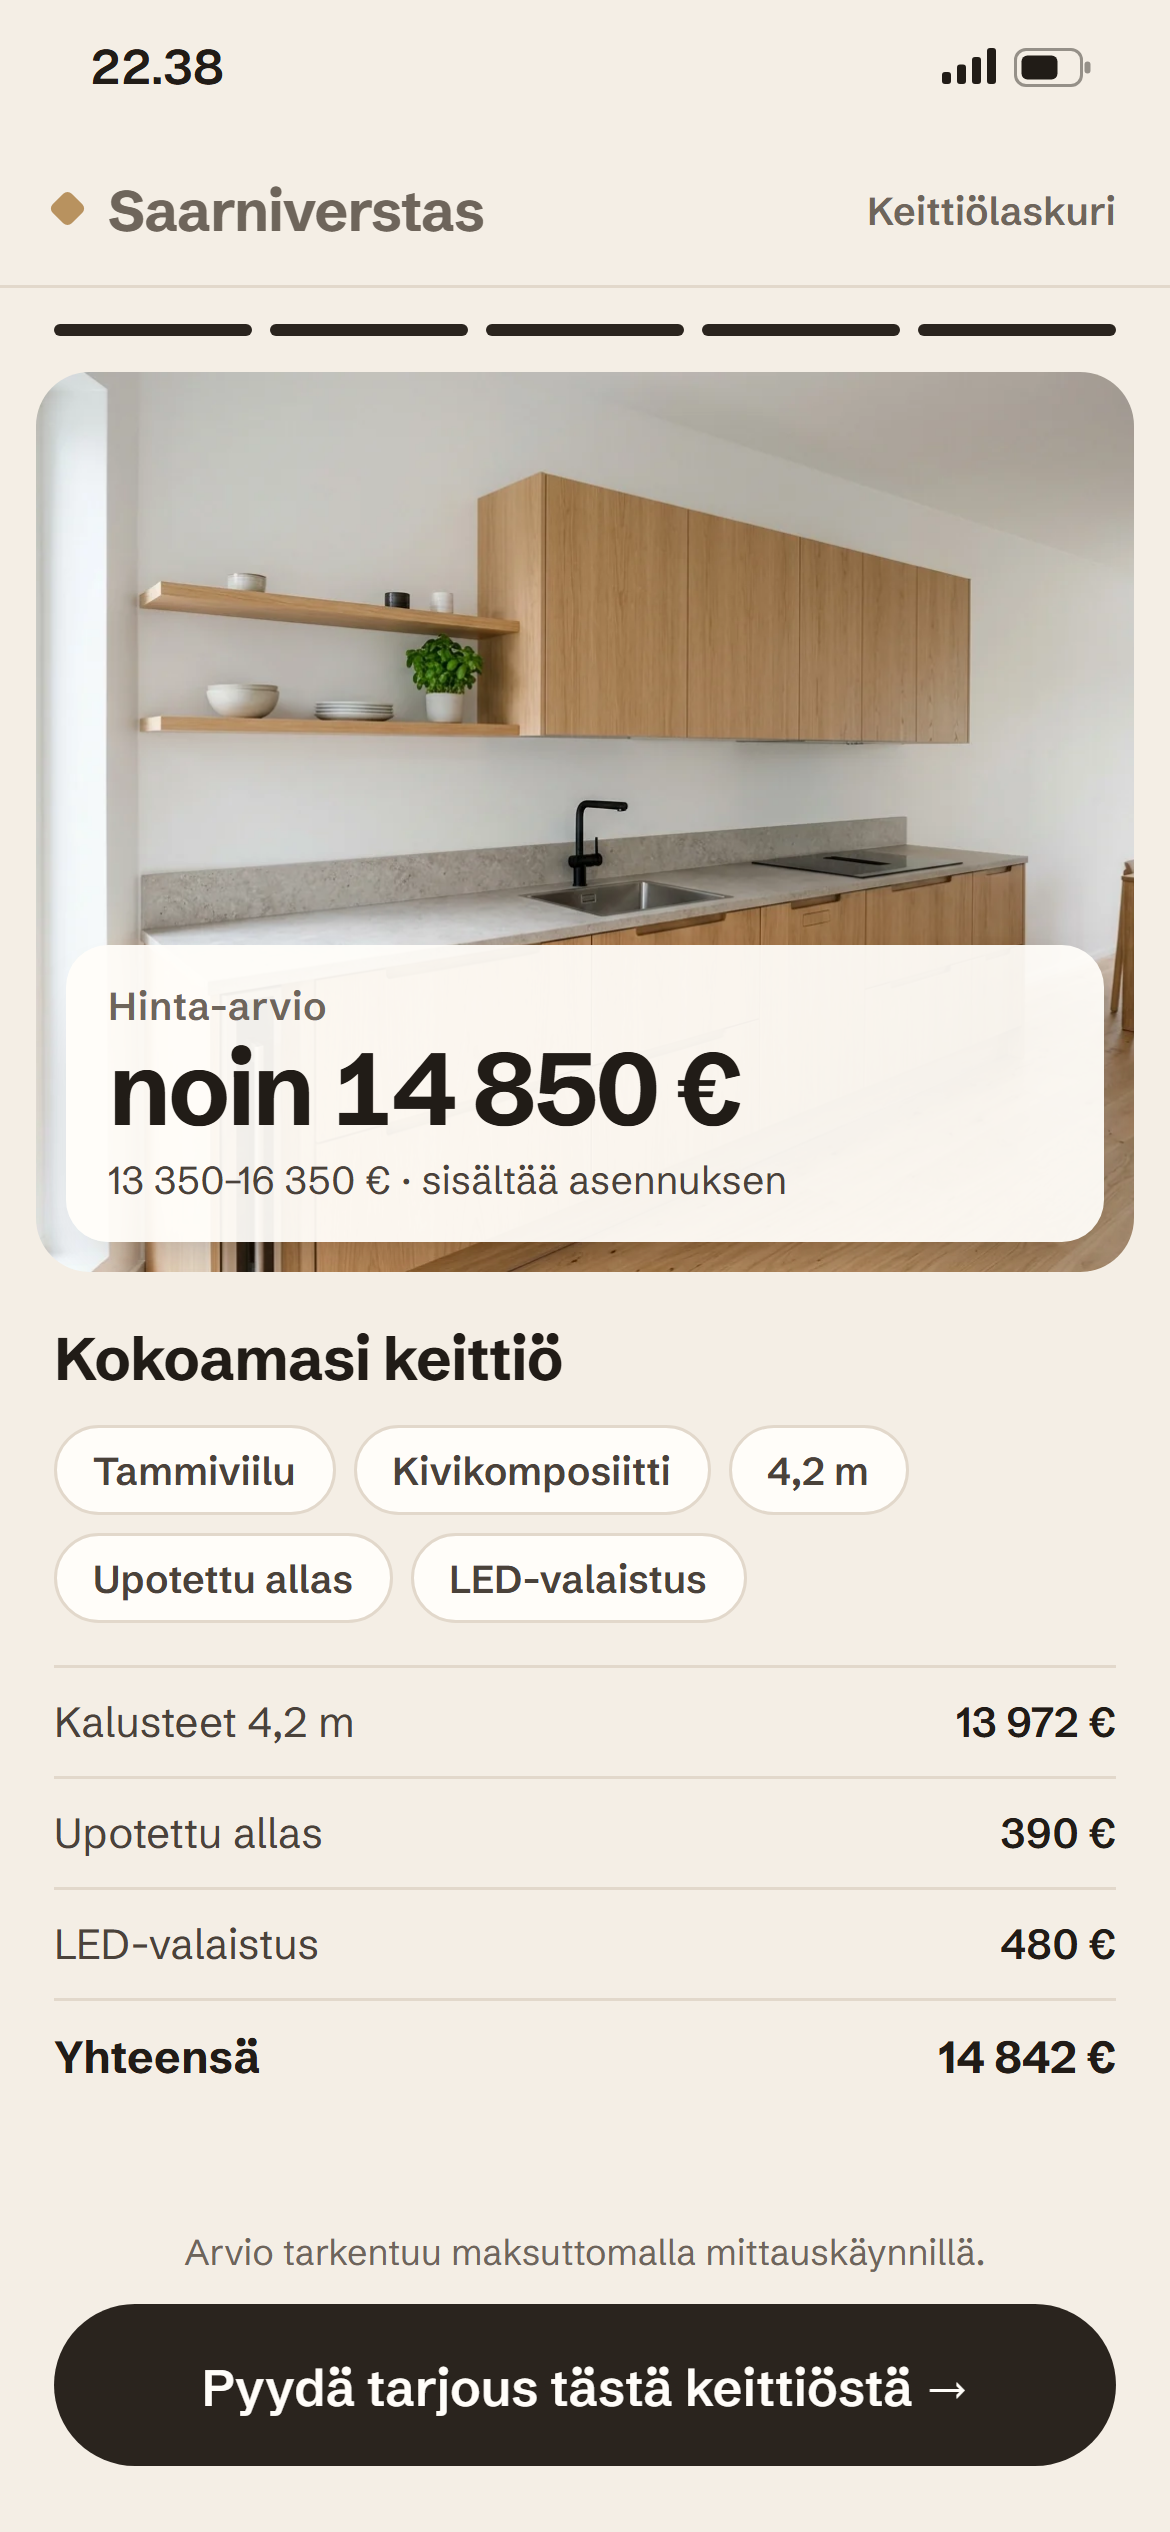 22.38
Saarniverstas
Keittiölaskuri
Hinta-arvio
noin 14 850 €
13 350–16 350 € · sisältää asennuksen
Kokoamasi keittiö
Tammiviilu
Kivikomposiitti
4,2 m
Upotettu allas
LED-valaistus
Kalusteet 4,2 m
13 972 €
Upotettu allas
390 €
LED-valaistus
480 €
Yhteensä
14 842 €
Arvio tarkentuu maksuttomalla mittauskäynnillä.
Pyydä tarjous tästä keittiöstä →